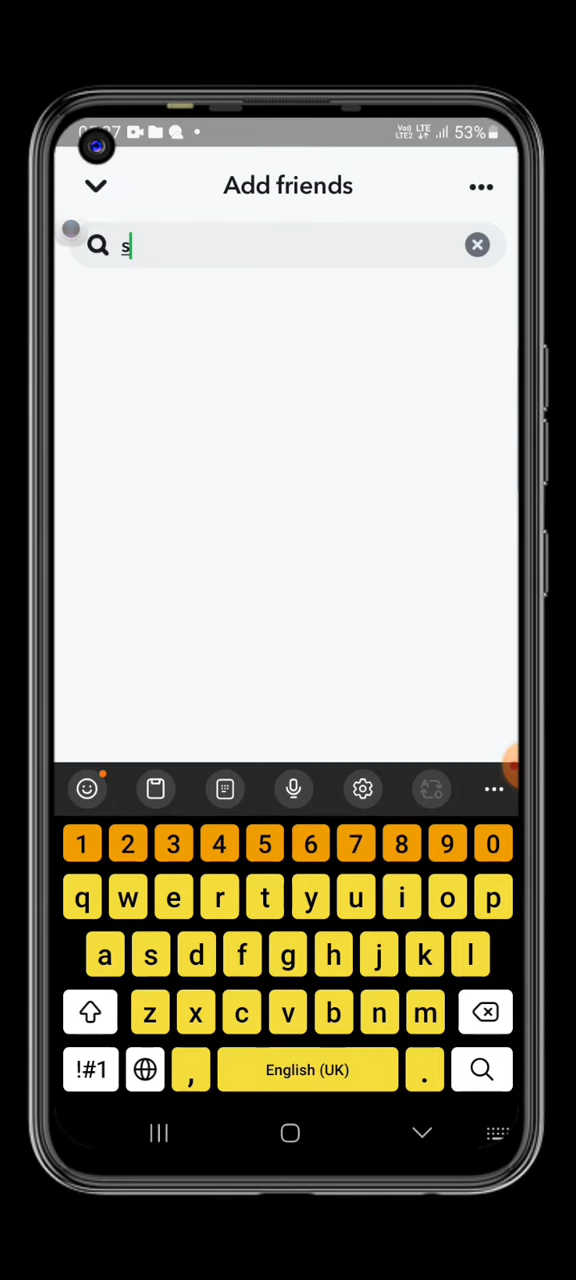 53%
Add friends
s
1 2 3 4 5 6 7 8 9 0
q w e r t y u i o p
a s d f g h j k l
z x c v b n m
!#1 , English (UK) .